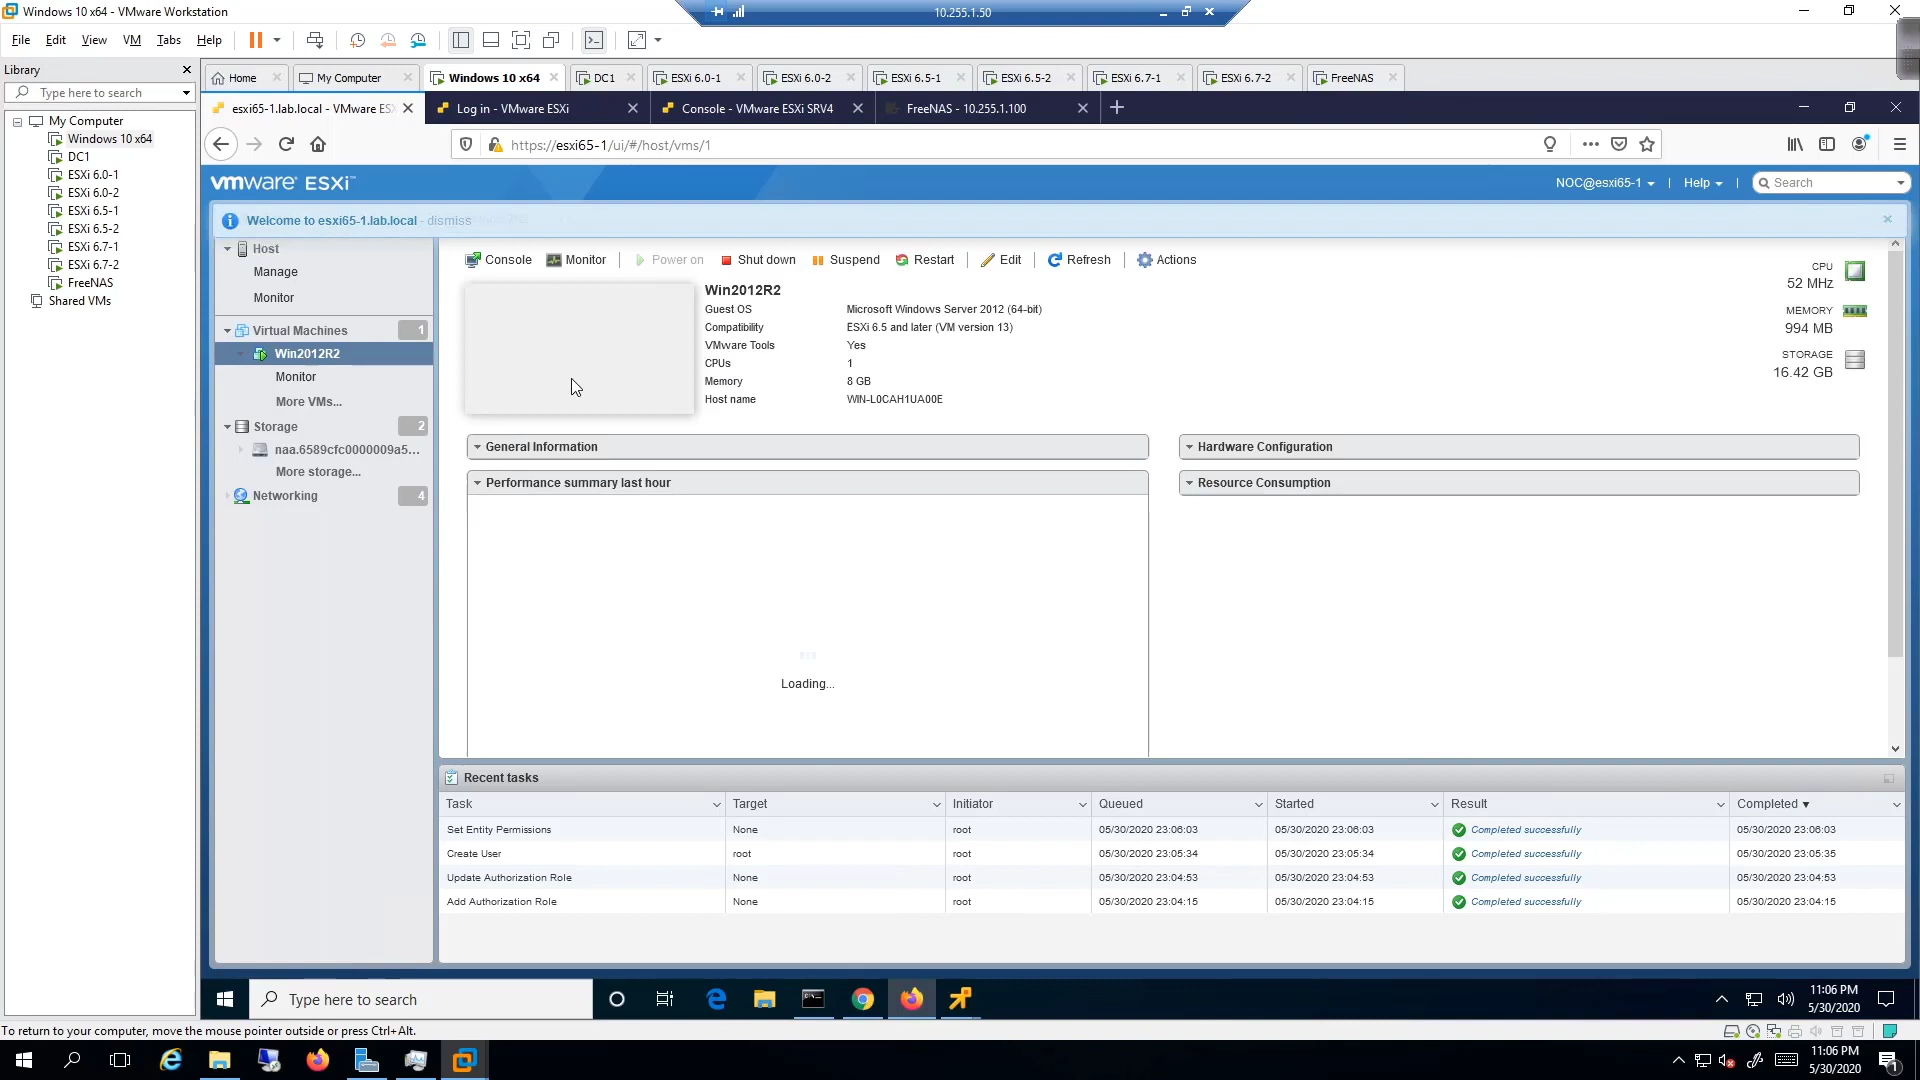 Windows 10 x64 - VMware Workstation
10.255.1.50
File Edit View VM Tabs Help
Library
Type here to search
My Computer
Windows 10 x64
DC1
ESXi 6.0-1
ESXi 6.0-2
ESXi 6.5-1
ESXi 6.5-2
ESXi 6.7-1
ESXi 6.7-2
FreeNAS
Shared VMs
Home My Computer Windows 10 x64 DC1 ESXi 6.0-1 ESXi 6.0-2 ESXi 6.5-1 ESXi 6.5-2 ESXi 6.7-1 ESXi 6.7-2 FreeNAS
esxi65-1.lab.local - VMware ESX Log in - VMware ESXi Console - VMware ESXi SRV4 FreeNAS - 10.255.1.100
https://esxi65-1/ui/#/host/vms/1
vmware ESXi™
NOC@esxi65-1 | Help | Search
Welcome to esxi65-1.lab.local - dismiss
Host
Manage
Monitor
Virtual Machines 1
Win2012R2
Monitor
More VMs...
Storage 2
naa.6589cfc0000009a5...
More storage...
Networking 4
Console Monitor Power on Shut down Suspend Restart Edit Refresh Actions
Win2012R2
Guest OS Microsoft Windows Server 2012 (64-bit)
Compatibility ESXi 6.5 and later (VM version 13)
VMware Tools Yes
CPUs 1
Memory 8 GB
Host name WIN-L0CAH1UA00E
CPU
52 MHz
MEMORY
994 MB
STORAGE
16.42 GB
General Information
Hardware Configuration
Performance summary last hour
Resource Consumption
Loading...
Recent tasks
Task Target Initiator Queued Started Result Completed ▼
Set Entity Permissions None root 05/30/2020 23:06:03 05/30/2020 23:06:03 Completed successfully 05/30/2020 23:06:03
Create User root root 05/30/2020 23:05:34 05/30/2020 23:05:34 Completed successfully 05/30/2020 23:05:35
Update Authorization Role None root 05/30/2020 23:04:53 05/30/2020 23:04:53 Completed successfully 05/30/2020 23:04:53
Add Authorization Role None root 05/30/2020 23:04:15 05/30/2020 23:04:15 Completed successfully 05/30/2020 23:04:15
Type here to search
11:06 PM
5/30/2020
To return to your computer, move the mouse pointer outside or press Ctrl+Alt.
11:06 PM
5/30/2020
1